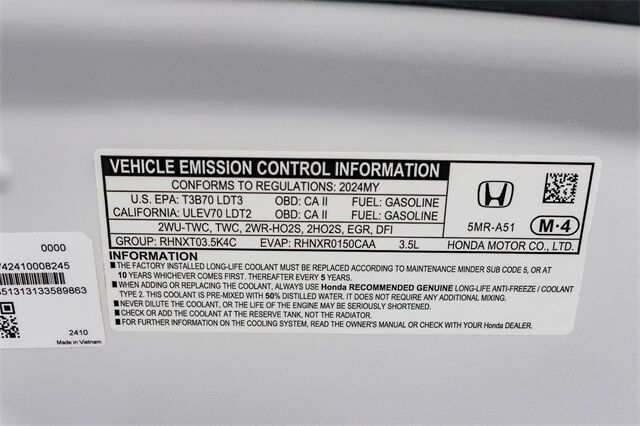 VEHICLE EMISSION CONTROL INFORMATION
CONFORMS TO REGULATIONS: 2024MY
U.S. EPA: T3B70 LDT3 OBD: CA II FUEL: GASOLINE
CALIFORNIA: ULEV70 LDT2 OBD: CA II FUEL: GASOLINE
2WU-TWC, TWC, 2WR-HO2S, 2HO2S, EGR, DFI
GROUP: RHNXT03.5K4C EVAP: RHNXR0150CAA 3.5L
5MR-A51 M-4
HONDA MOTOR CO., LTD.
■ THE FACTORY INSTALLED LONG-LIFE COOLANT MUST BE REPLACED ACCORDING TO MAINTENANCE MINDER SUB CODE 5, OR AT
10 YEARS WHICHEVER COMES FIRST. THEREAFTER EVERY 5 YEARS.
■ WHEN ADDING OR REPLACING THE COOLANT, ALWAYS USE Honda RECOMMENDED GENUINE LONG-LIFE ANTI-FREEZE / COOLANT
TYPE 2. THIS COOLANT IS PRE-MIXED WITH 50% DISTILLED WATER AND DOES NOT NEED ANY ADDITIONAL MIXING.
■ NEVER DILUTE THE COOLANT, OR THERE IS THE ENGINE MAY BE SERIOUSLY SHORTENED.
■ CHECK OR ADD COOLANT AT THE RESERVE TANK, NOT THE RADIATOR.
■ FOR FURTHER INFORMATION ON THE COOLING SYSTEM, READ THE OWNER'S MANUAL OR CHECK WITH YOUR Honda DEALER.
0000
42410008245
51313133589863
2410
Made in Vietnam